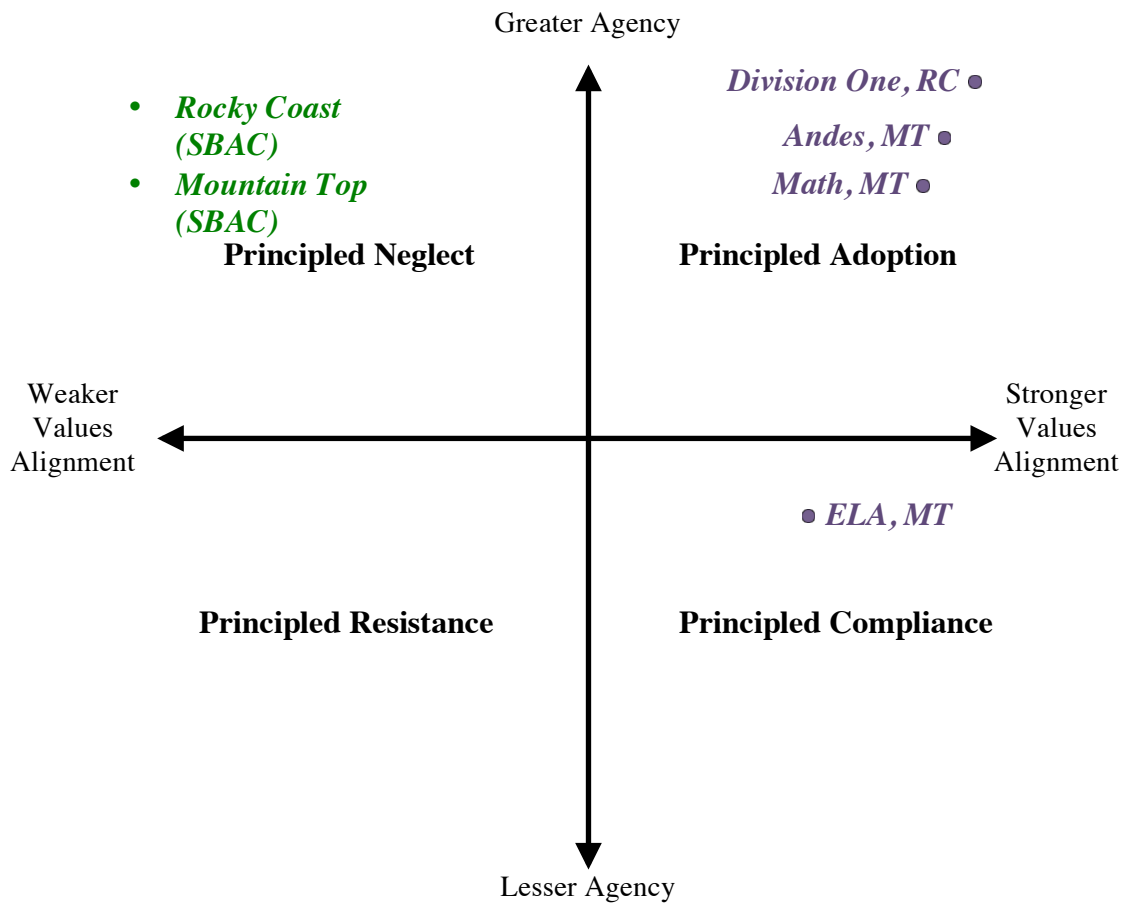 Greater Agency
Division One, RC
• Rocky Coast
(SBAC)
Andes, MT
• Mountain Top
(SBAC)
Math, MT
Principled Neglect
Principled Adoption
Weaker
Values
Alignment
Stronger
Values
Alignment
ELA, MT
Principled Resistance
Principled Compliance
Lesser Agency